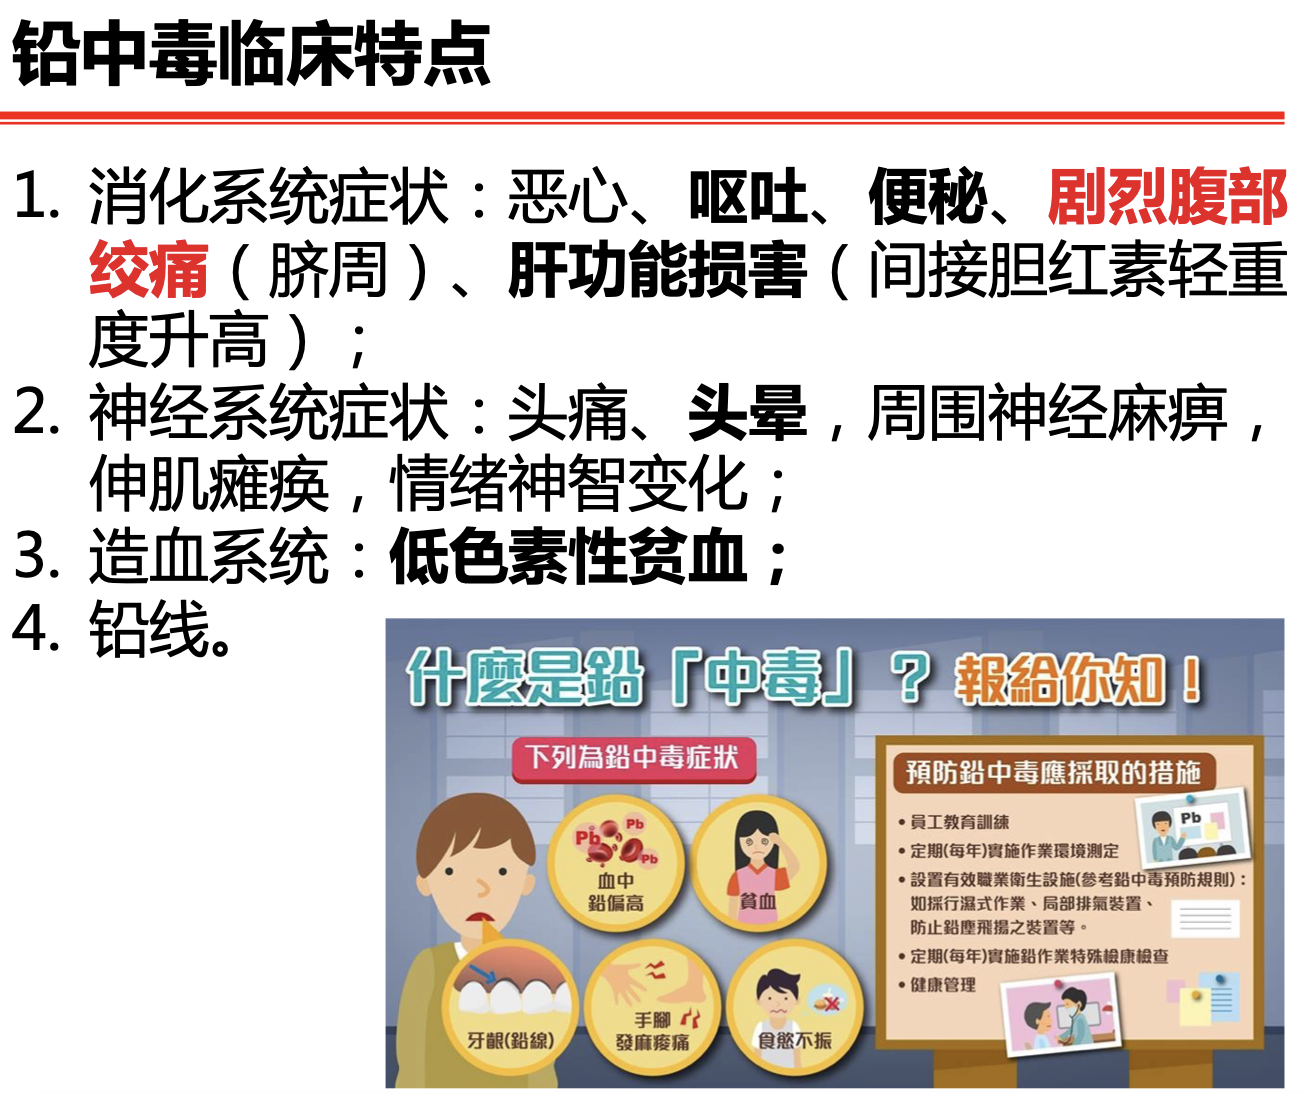 铅中毒临床特点
1. 消化系统症状：恶心、呕吐、便秘、剧烈腹部
绞痛（脐周）、肝功能损害（间接胆红素轻重
度升高）；
2. 神经系统症状：头痛、头晕，周围神经麻痹，
伸肌瘫痪，情绪神智变化；
3. 造血系统：低色素性贫血；
4. 铅线。
什麼是鉛「中毒」？報給你知！
下列為鉛中毒症狀
Pb Pb Pb
血中
鉛偏高
貧血
牙齦(鉛線)
手腳
發麻痠痛
食慾不振
預防鉛中毒應採取的措施
Pb
• 員工教育訓練
• 定期(每年)實施作業環境測定
• 設置有效職業衛生設施(參考鉛中毒預防規則)：
如採行濕式作業、局部排氣裝置、
防止鉛塵飛揚之裝置等。
• 定期(每年)實施鉛作業特殊檢康檢查
• 健康管理